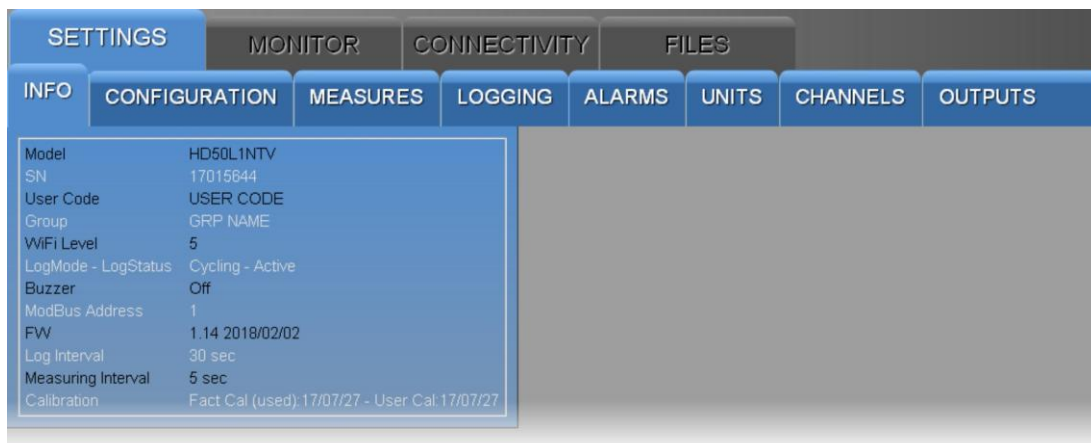 SETTINGS MONITOR CONNECTIVITY FILES
INFO CONFIGURATION MEASURES LOGGING ALARMS UNITS CHANNELS OUTPUTS
Model HD50L1NTV
SN 17015644
User Code USER CODE
Group GRP NAME
WiFi Level 5
LogMode - LogStatus Cycling - Active
Buzzer Off
ModBus Address 1
FW 1.14 2018/02/02
Log Interval 30 sec
Measuring Interval 5 sec
Calibration Fact Cal (used):17/07/27 - User Cal:17/07/27